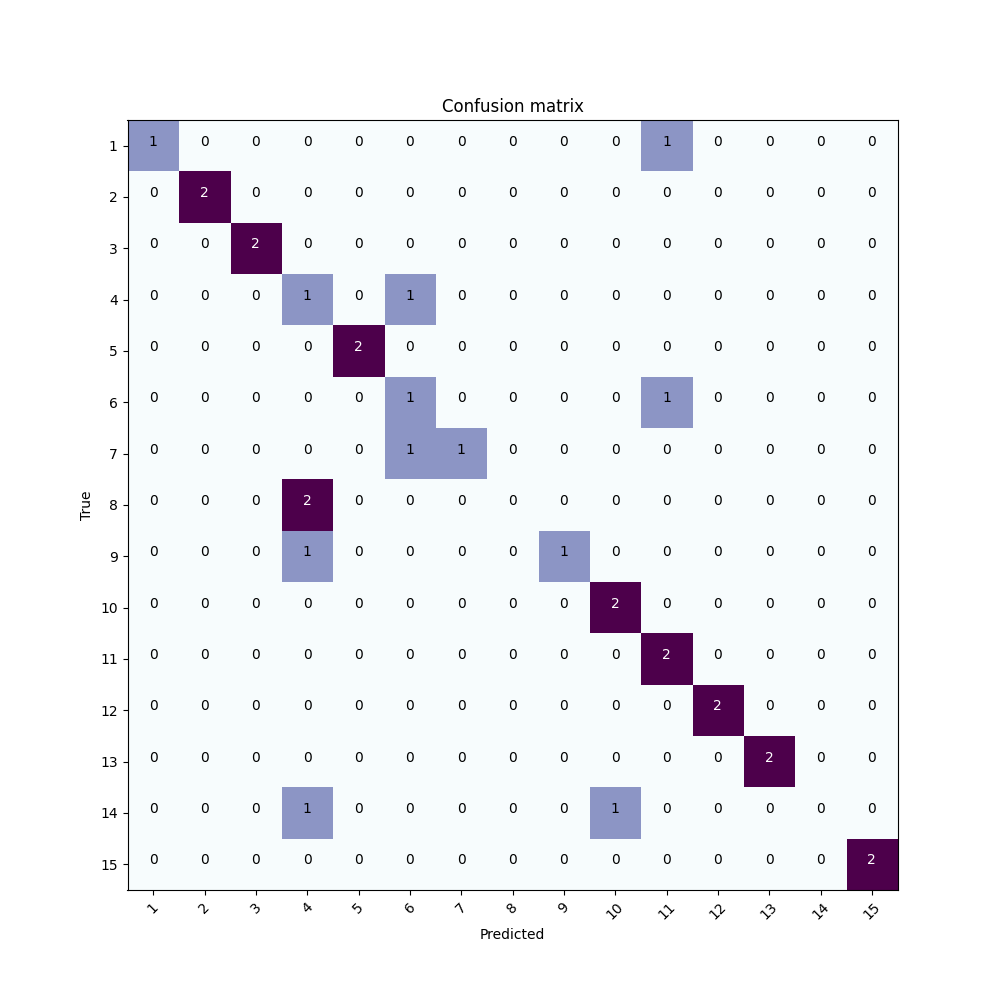 Confusion matrix
1 1 0 0 0 0 0 0 0 0 0 1 0 0 0 0
2 0 2 0 0 0 0 0 0 0 0 0 0 0 0 0
3 0 0 2 0 0 0 0 0 0 0 0 0 0 0 0
4 0 0 0 1 0 1 0 0 0 0 0 0 0 0 0
5 0 0 0 0 2 0 0 0 0 0 0 0 0 0 0
6 0 0 0 0 0 1 0 0 0 0 1 0 0 0 0
7 0 0 0 0 0 1 1 0 0 0 0 0 0 0 0
True
8 0 0 0 2 0 0 0 0 0 0 0 0 0 0 0
9 0 0 0 1 0 0 0 0 1 0 0 0 0 0 0
10 0 0 0 0 0 0 0 0 0 2 0 0 0 0 0
11 0 0 0 0 0 0 0 0 0 0 2 0 0 0 0
12 0 0 0 0 0 0 0 0 0 0 0 2 0 0 0
13 0 0 0 0 0 0 0 0 0 0 0 0 2 0 0
14 0 0 0 1 0 0 0 0 0 1 0 0 0 0 0
15 0 0 0 0 0 0 0 0 0 0 0 0 0 0 2
1 2 3 4 5 6 7 8 9 10 11 12 13 14 15
Predicted